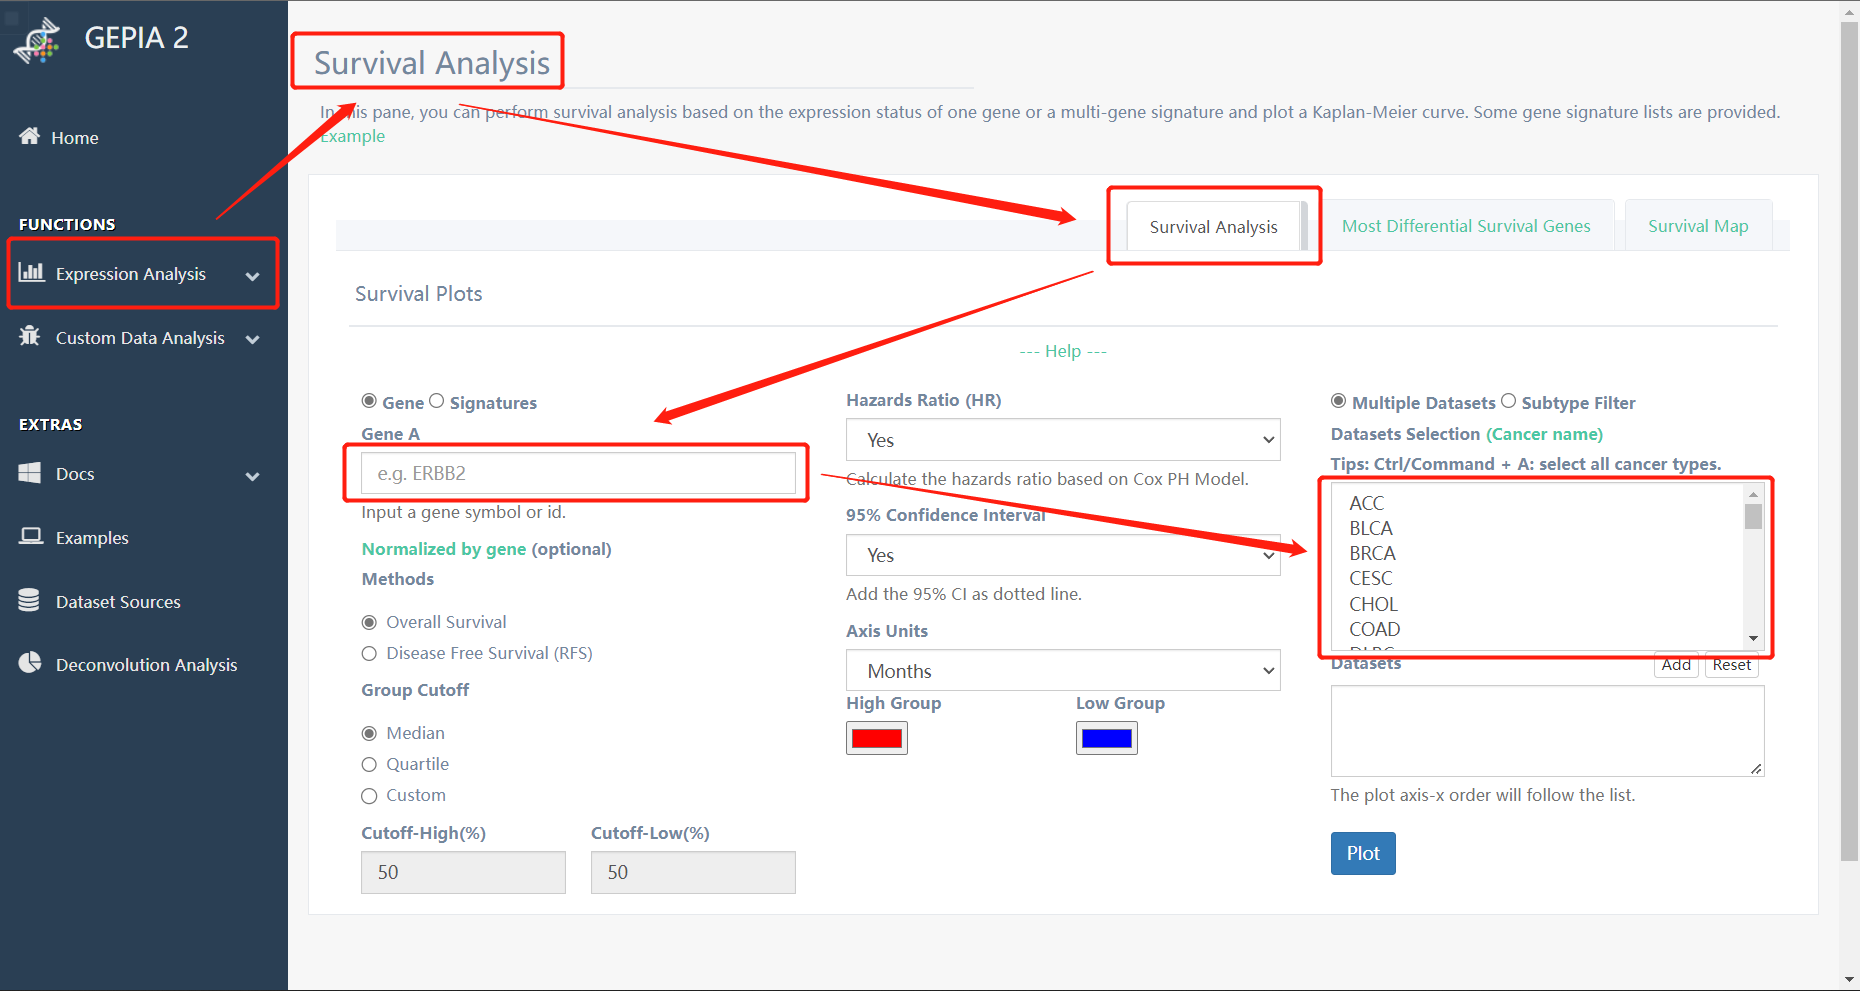 GEPIA 2
Home
FUNCTIONS
Expression Analysis
Custom Data Analysis
EXTRAS
Docs
Examples
Dataset Sources
Deconvolution Analysis
Survival Analysis
In this pane, you can perform survival analysis based on the expression status of one gene or a multi-gene signature and plot a Kaplan-Meier curve. Some gene signature lists are provided.
Example
Survival Analysis
Most Differential Survival Genes
Survival Map
Survival Plots
--- Help ---
Gene Signatures
Gene A
e.g. ERBB2
Input a gene symbol or id.
Normalized by gene (optional)
Methods
Overall Survival
Disease Free Survival (RFS)
Group Cutoff
Median
Quartile
Custom
Cutoff-High(%)
Cutoff-Low(%)
50
50
Hazards Ratio (HR)
Yes
Calculate the hazards ratio based on Cox PH Model.
95% Confidence Interval
Yes
Add the 95% CI as dotted line.
Axis Units
Months
High Group
Low Group
Multiple Datasets Subtype Filter
Datasets Selection (Cancer name)
Tips: Ctrl/Command + A: select all cancer types.
ACC
BLCA
BRCA
CESC
CHOL
COAD
Datasets
Add
Reset
The plot axis-x order will follow the list.
Plot